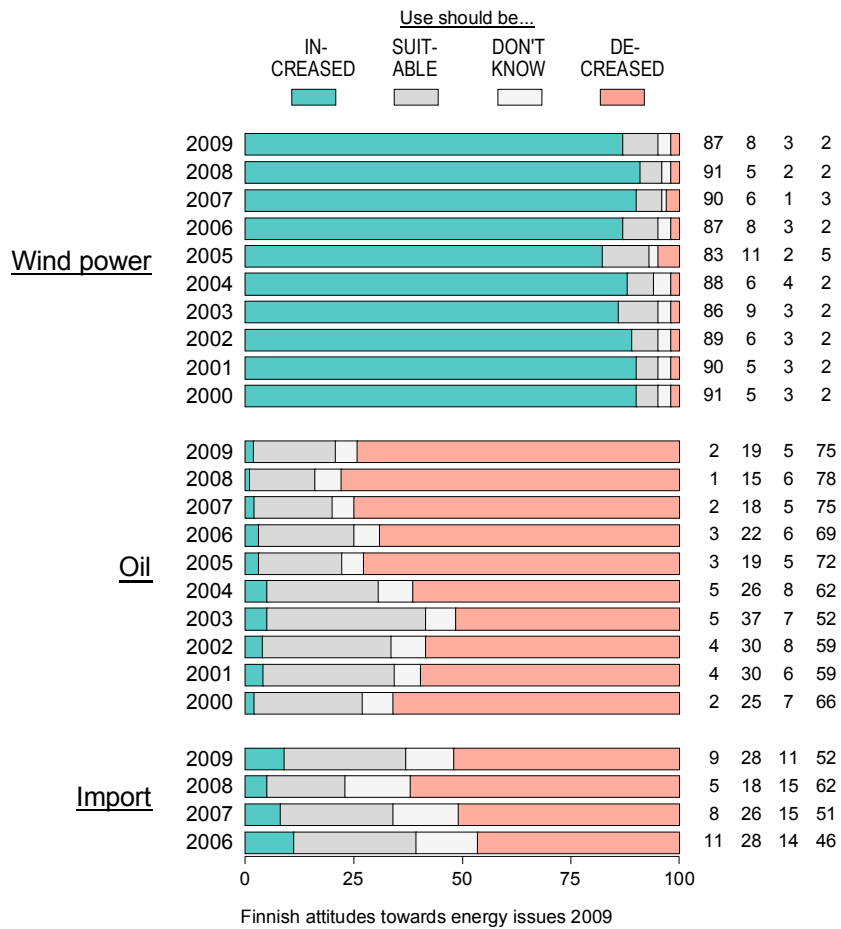 Use should be...
IN-
CREASED
SUIT-
ABLE
DON'T
KNOW
DE-
CREASED
Wind power
2009 87 8 3 2
2008 91 5 2 2
2007 90 6 1 3
2006 87 8 3 2
2005 83 11 2 5
2004 88 6 4 2
2003 86 9 3 2
2002 89 6 3 2
2001 90 5 3 2
2000 91 5 3 2
Oil
2009 2 19 5 75
2008 1 15 6 78
2007 2 18 5 75
2006 3 22 6 69
2005 3 19 5 72
2004 5 26 8 62
2003 5 37 7 52
2002 4 30 8 59
2001 4 30 6 59
2000 2 25 7 66
Import
2009 9 28 11 52
2008 5 18 15 62
2007 8 26 15 51
2006 11 28 14 46
0 25 50 75 100
Finnish attitudes towards energy issues 2009